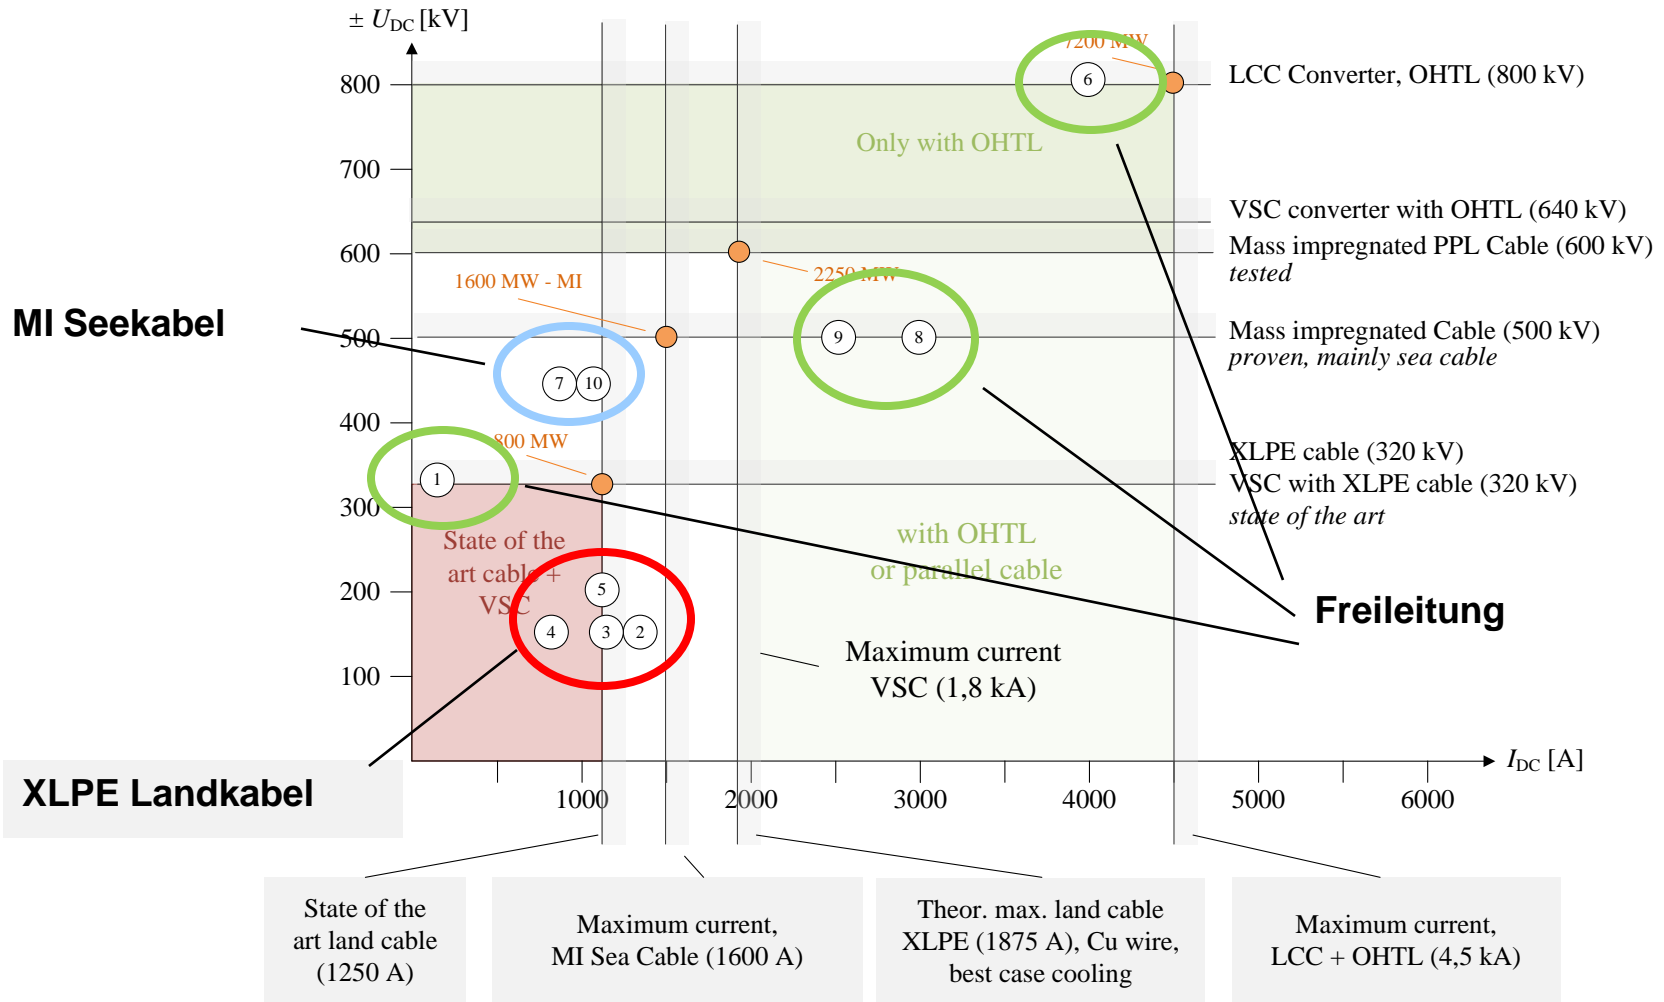 ± UDC [kV]
7200 MW
6
LCC Converter, OHTL (800 kV)
800
Only with OHTL
700
VSC converter with OHTL (640 kV)
600
Mass impregnated PPL Cable (600 kV)
tested
1600 MW - MI
2250 MW
MI Seekabel
500
9
8
Mass impregnated Cable (500 kV)
proven, mainly sea cable
7
10
400
800 MW
XLPE cable (320 kV)
1
VSC with XLPE cable (320 kV)
300
state of the art
State of the
art cable +
VSC
with OHTL
or parallel cable
200
5
4
3
2
Freileitung
Maximum current
VSC (1,8 kA)
100
IDC [A]
XLPE Landkabel
1000
2000
3000
4000
5000
6000
State of the
art land cable
(1250 A)
Maximum current,
MI Sea Cable (1600 A)
Theor. max. land cable
XLPE (1875 A), Cu wire,
best case cooling
Maximum current,
LCC + OHTL (4,5 kA)